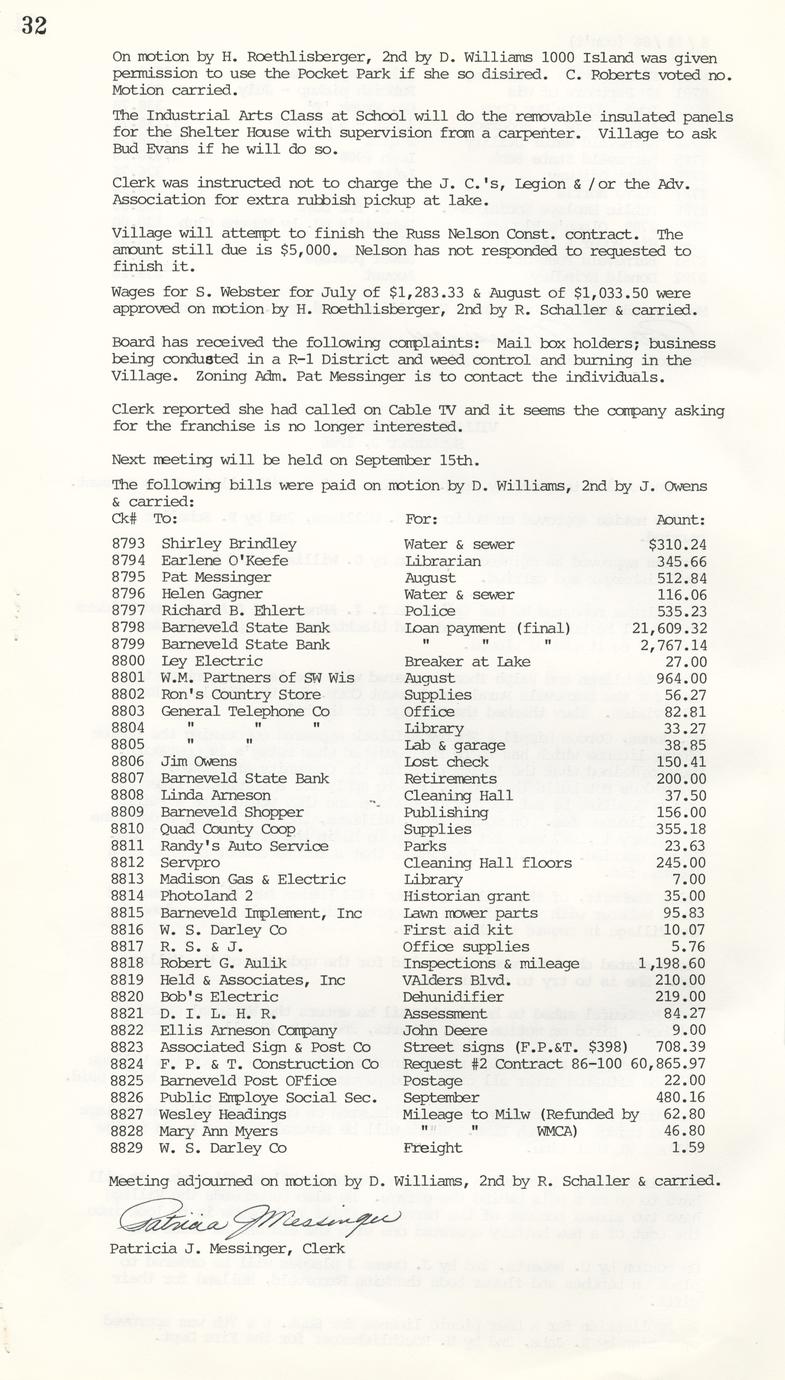 32
On motion by H. Roethlisberger, 2nd by D. Williams 1000 Island was given
permission to use the Pocket Park if she so disired.  C. Roberts voted no.
Motion carried.
The Industrial Arts Class at School will do the removable insulated panels
for the Shelter House with supervision from a carpenter.  Village to ask
Bud Evans if he will do so.
Clerk was instructed not to charge the J. C.'s, Legion & /or the Adv.
Association for extra rubbish pickup at lake.
Village will attempt to finish the Russ Nelson Const. contract.  The
amount still due is $5,000.  Nelson has not responded to requested to
finish it.
Wages for S. Webster for July of $1,283.33 & August of $1,033.50 were
approved on motion by H. Roethlisberger, 2nd by R. Schaller & carried.
Board has received the following complaints:  Mail box holders; business
being condusted in a R-1 District and weed control and burning in the
Village.  Zoning Adm. Pat Messinger is to contact the individuals.
Clerk reported she had called on Cable TV and it seems the company asking
for the franchise is no longer interested.
Next meeting will be held on September 15th.
The following bills were paid on motion by D. Williams, 2nd by J. Owens
& carried:
Ck#  To:  For:  Aount:
8793  Shirley Brindley  Water & sewer  $310.24
8794  Earlene O'Keefe  Librarian  345.66
8795  Pat Messinger  August  512.84
8796  Helen Gagner  Water & sewer  116.06
8797  Richard B. Ehlert  Police  535.23
8798  Barneveld State Bank  Loan payment (final)  21,609.32
8799  Barneveld State Bank  "  "  "  2,767.14
8800  Ley Electric  Breaker at Lake  27.00
8801  W.M. Partners of SW Wis  August  964.00
8802  Ron's Country Store  Supplies  56.27
8803  General Telephone Co  Office  82.81
8804  "  "  "  Library  33.27
8805  "  "  Lab & garage  38.85
8806  Jim Owens  Lost check  150.41
8807  Barneveld State Bank  Retirements  200.00
8808  Linda Arneson  Cleaning Hall  37.50
8809  Barneveld Shopper  Publishing  156.00
8810  Quad County Coop  Supplies  355.18
8811  Randy's Auto Service  Parks  23.63
8812  Servpro  Cleaning Hall floors  245.00
8813  Madison Gas & Electric  Library  7.00
8814  Photoland 2  Historian grant  35.00
8815  Barneveld Implement, Inc  Lawn mower parts  95.83
8816  W. S. Darley Co  First aid kit  10.07
8817  R. S. & J.  Office supplies  5.76
8818  Robert G. Aulik  Inspections & mileage  1,198.60
8819  Held & Associates, Inc  VAlders Blvd.  210.00
8820  Bob's Electric  Dehunidifier  219.00
8821  D. I. L. H. R.  Assessment  84.27
8822  Ellis Arneson Company  John Deere  9.00
8823  Associated Sign & Post Co  Street signs (F.P.&T. $398)  708.39
8824  F. P. & T. Construction Co  Request #2 Contract 86-100  60,865.97
8825  Barneveld Post OFfice  Postage  22.00
8826  Public Employe Social Sec.  September  480.16
8827  Wesley Headings  Mileage to Milw (Refunded by  62.80
8828  Mary Ann Myers  "  "  WMCA)  46.80
8829  W. S. Darley Co  Freight  1.59
Meeting adjourned on motion by D. Williams, 2nd by R. Schaller & carried.
Patricia J Messinger
Patricia J. Messinger, Clerk